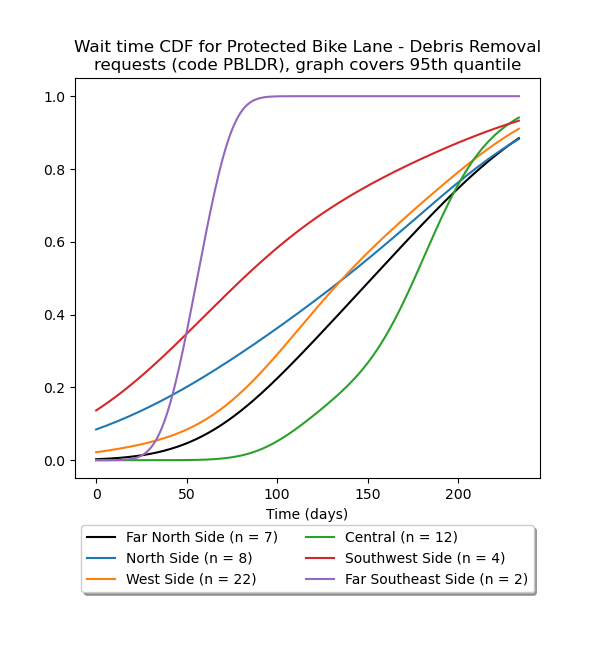 Wait time CDF for Protected Bike Lane - Debris Removal
requests (code PBLDR), graph covers 95th quantile
1.0
0.8
0.6
0.4
0.2
0.0
0 50 100 150 200
Time (days)
Far North Side (n = 7) Central (n = 12)
North Side (n = 8) Southwest Side (n = 4)
West Side (n = 22) Far Southeast Side (n = 2)